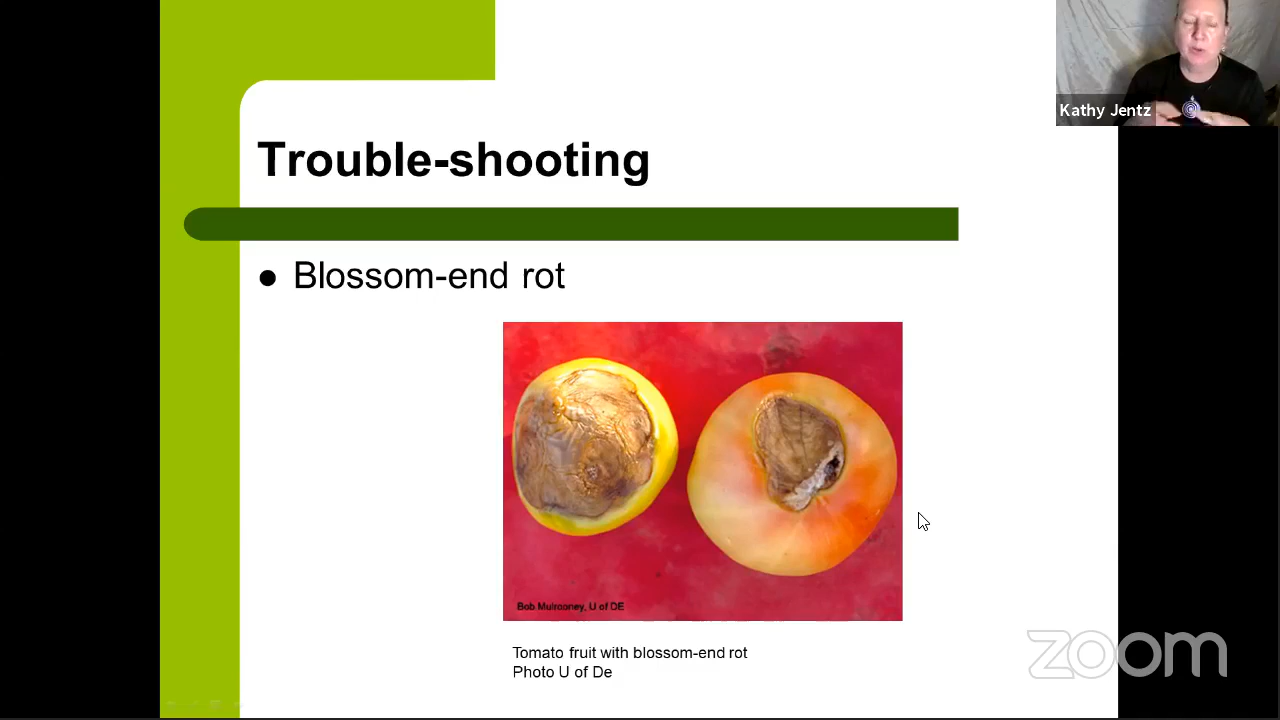 Kathy Jentz
Trouble-shooting
Blossom-end rot
Bob Mulrooney, U of DE
Tomato fruit with blossom-end rot
Photo U of De
zoom